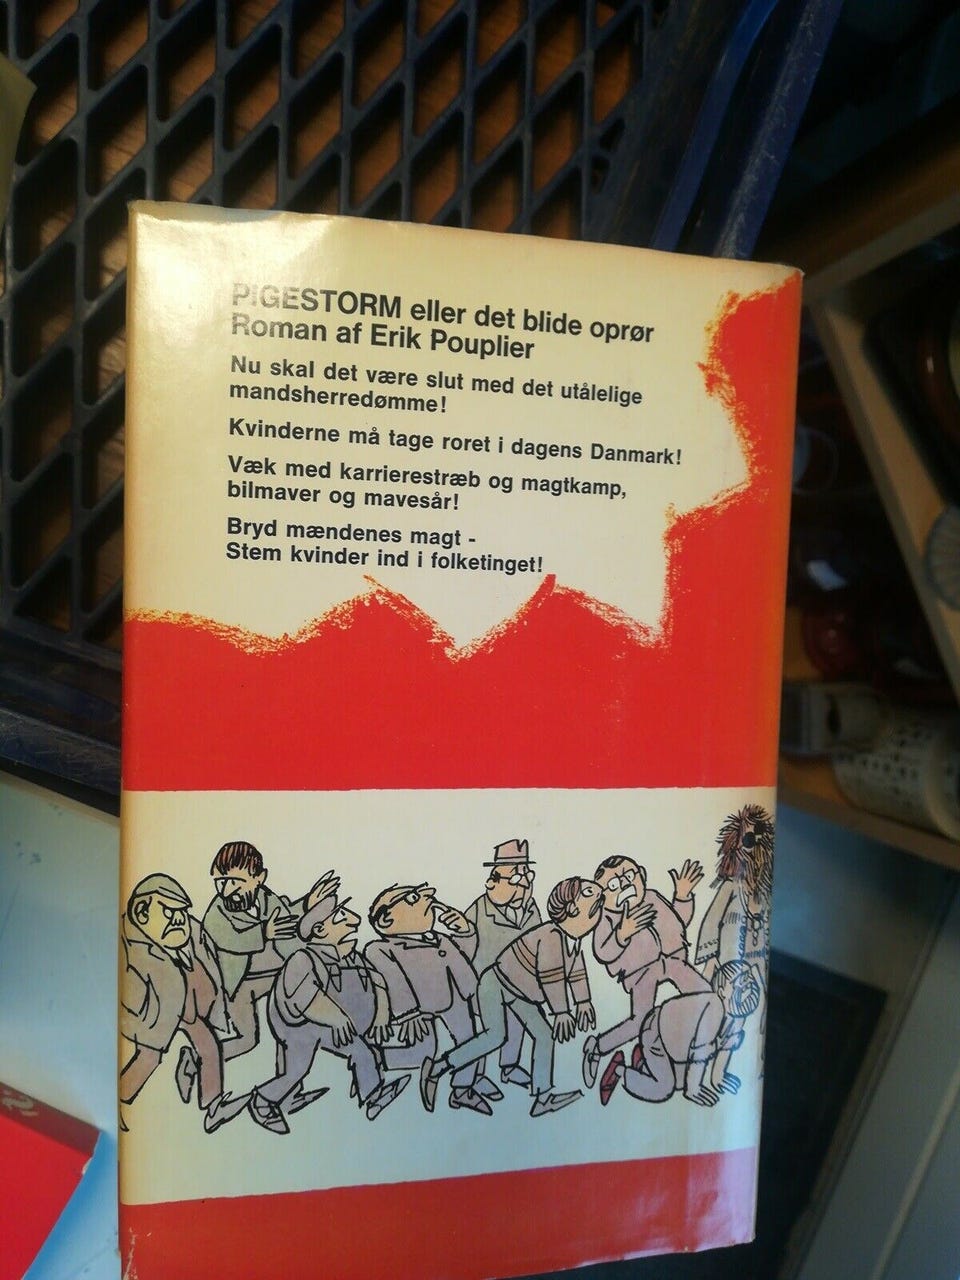 PIGESTORM eller det blide oprør
Roman af Erik Pouplier
Nu skal det være slut med det utålelige
mandsherredømme!
Kvinderne må tage roret i dagens Danmark!
Væk med karrierestræb og magtkamp,
bilmaver og mavesår!
Bryd mændenes magt -
Stem kvinder ind i folketinget!